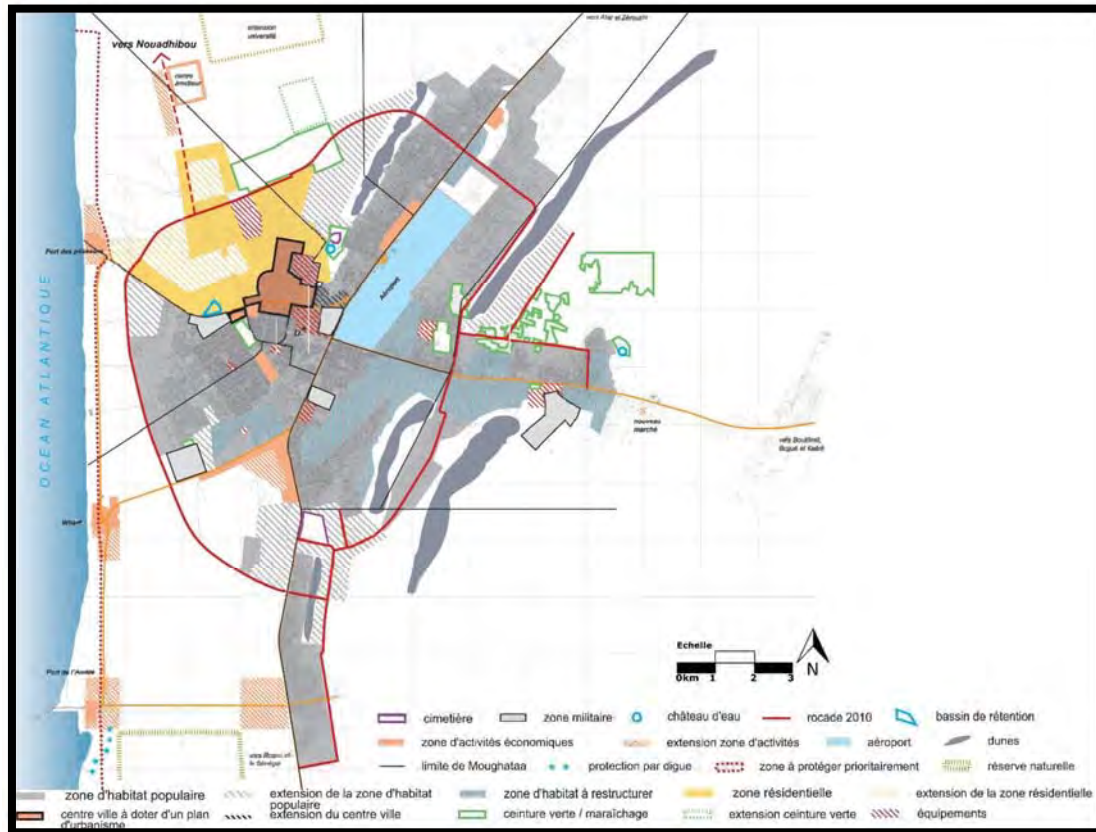 vers Atar et Zérouate
extension
université
vers Nouadhibou
centre
émetteur
Port des pêcheurs
OCEAN ATLANTIQUE
Aéroport
nouveau
marché
vers Boutilimit,
Boguè et Kaédi
Wharf
Port de l'Amitié
vers Rosso et
le Sénégal
Echelle
0km 1 2 3
N
cimetière
zone militaire
château d'eau
rocade 2010
bassin de rétention
zone d'activités économiques
extension zone d'activités
aéroport
dunes
limite de Moughataa
protection par digue
zone à protéger prioritairement
réserve naturelle
zone d'habitat populaire
extension de la zone d'habitat
populaire
zone d'habitat à restructurer
zone résidentielle
extension de la zone résidentielle
centre ville à doter d'un plan
d'urbanisme
extension du centre ville
ceinture verte / maraîchage
extension ceinture verte
équipements